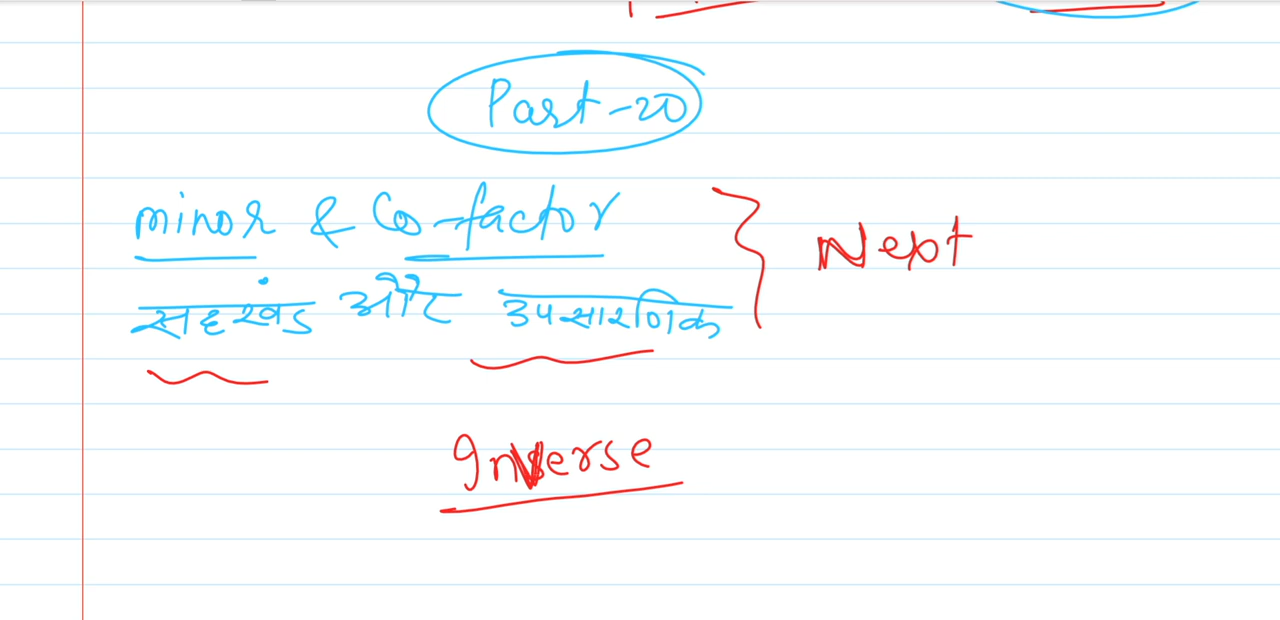 Part-20
minor & Co-factor
सहखंड और उपसारणिक
Next
Inverse